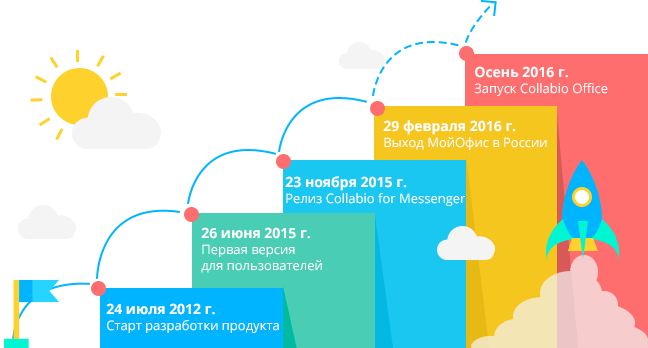 Осень 2016 г.
Запуск Collabio Office
29 февраля 2016 г.
Выход МойОфис в России
23 ноября 2015 г.
Релиз Collabio for Messenger
26 июня 2015 г.
Первая версия
для пользователей
24 июля 2012 г.
Старт разработки продукта